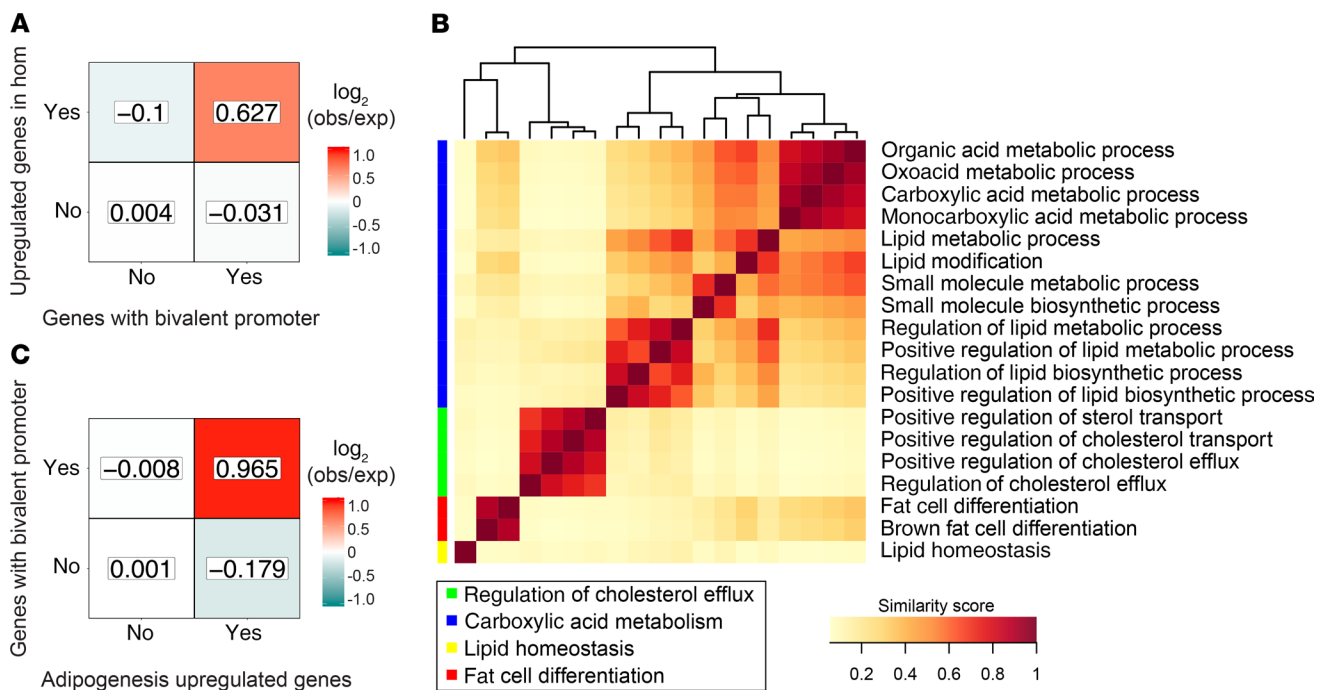 A
Upregulated genes in hom
Yes
No
−0.1
0.627
0.004
−0.031
No
Yes
Genes with bivalent promoter
log2
(obs/exp)
1.0
0.5
0
-0.5
-1.0
B
Organic acid metabolic process
Oxoacid metabolic process
Carboxylic acid metabolic process
Monocarboxylic acid metabolic process
Lipid metabolic process
Lipid modification
Small molecule metabolic process
Small molecule biosynthetic process
Regulation of lipid metabolic process
Positive regulation of lipid metabolic process
Regulation of lipid biosynthetic process
Positive regulation of lipid biosynthetic process
Positive regulation of sterol transport
Positive regulation of cholesterol transport
Positive regulation of cholesterol efflux
Regulation of cholesterol efflux
Fat cell differentiation
Brown fat cell differentiation
Lipid homeostasis
Regulation of cholesterol efflux
Carboxylic acid metabolism
Lipid homeostasis
Fat cell differentiation
Similarity score
0.2 0.4 0.6 0.8 1
C
Genes with bivalent promoter
Yes
No
−0.008
0.965
0.001
−0.179
No
Yes
Adipogenesis upregulated genes
log2
(obs/exp)
1.0
0.5
0
-0.5
-1.0